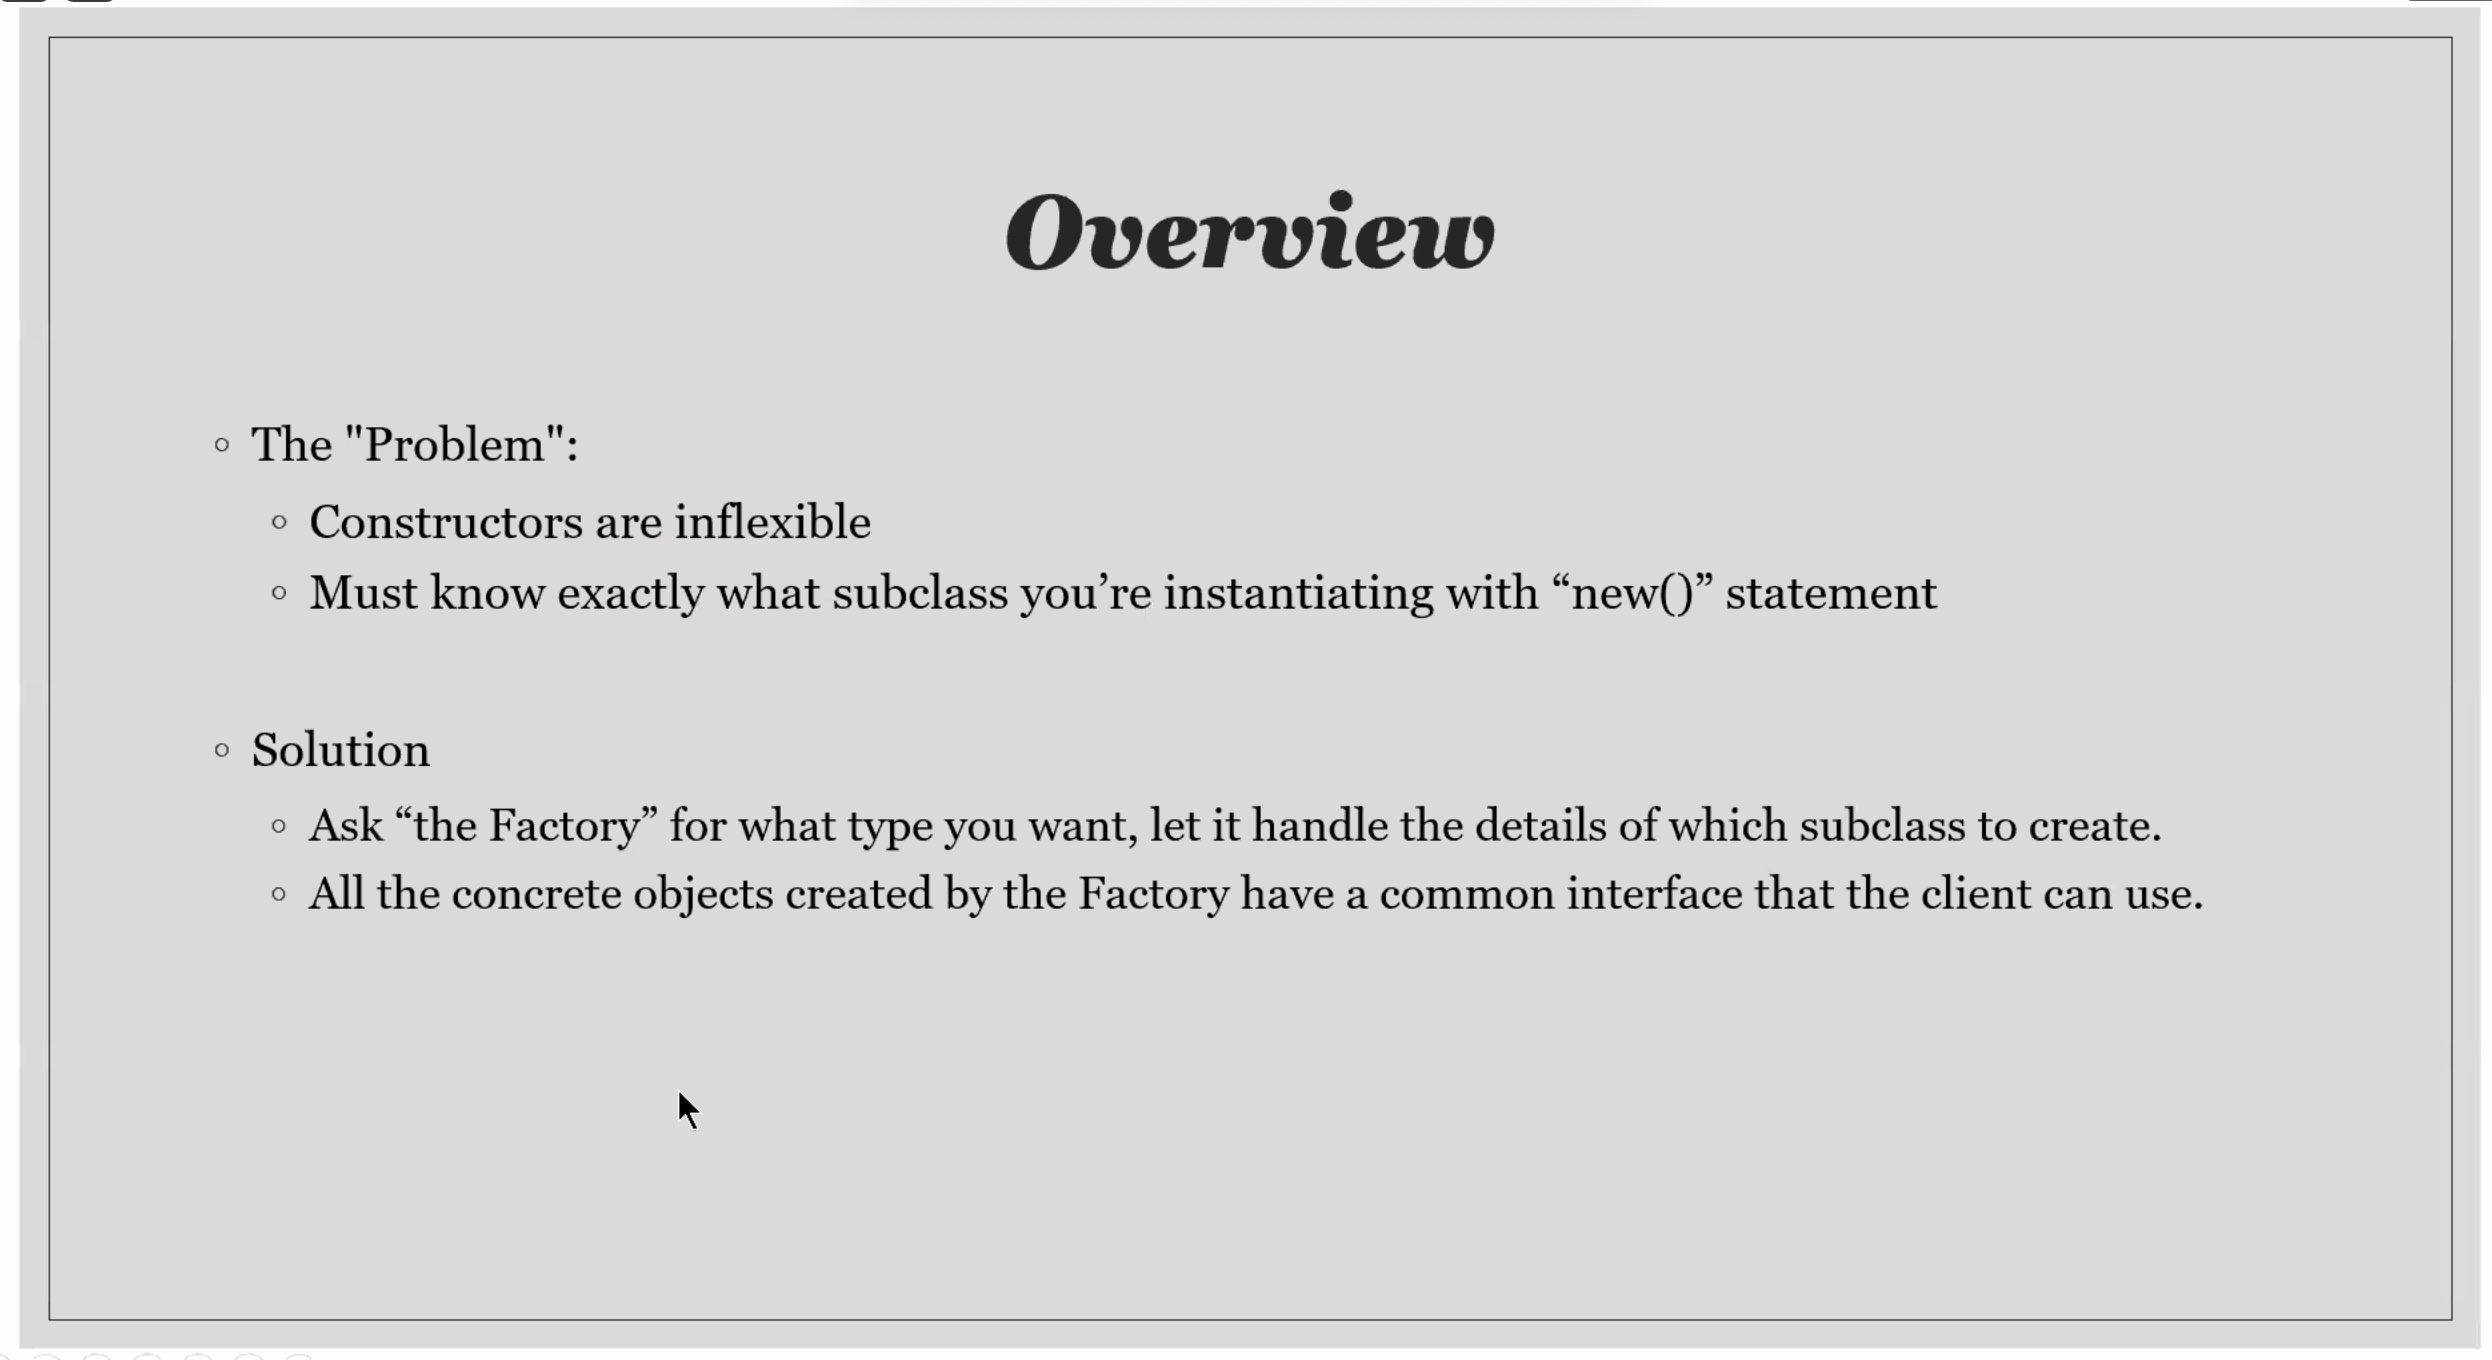 Overview
The "Problem":
Constructors are inflexible
Must know exactly what subclass you’re instantiating with “new()” statement
Solution
Ask “the Factory” for what type you want, let it handle the details of which subclass to create.
All the concrete objects created by the Factory have a common interface that the client can use.